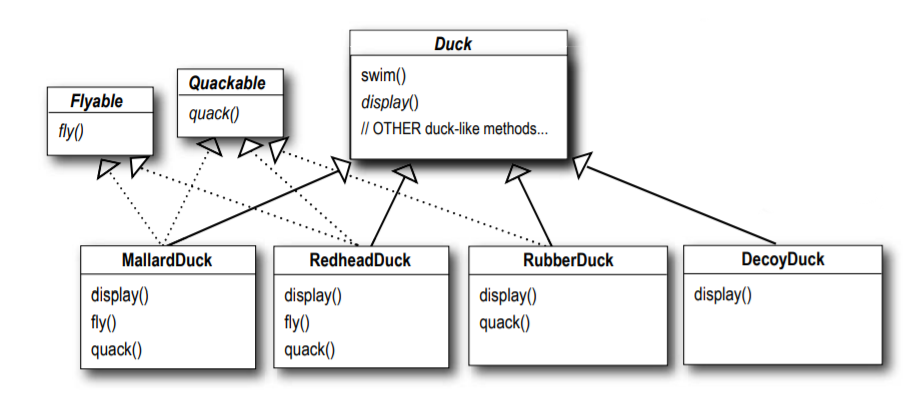 Duck
swim()
display()
// OTHER duck-like methods...
Quackable
quack()
Flyable
fly()
MallardDuck
display()
fly()
quack()
RedheadDuck
display()
fly()
quack()
RubberDuck
display()
quack()
DecoyDuck
display()